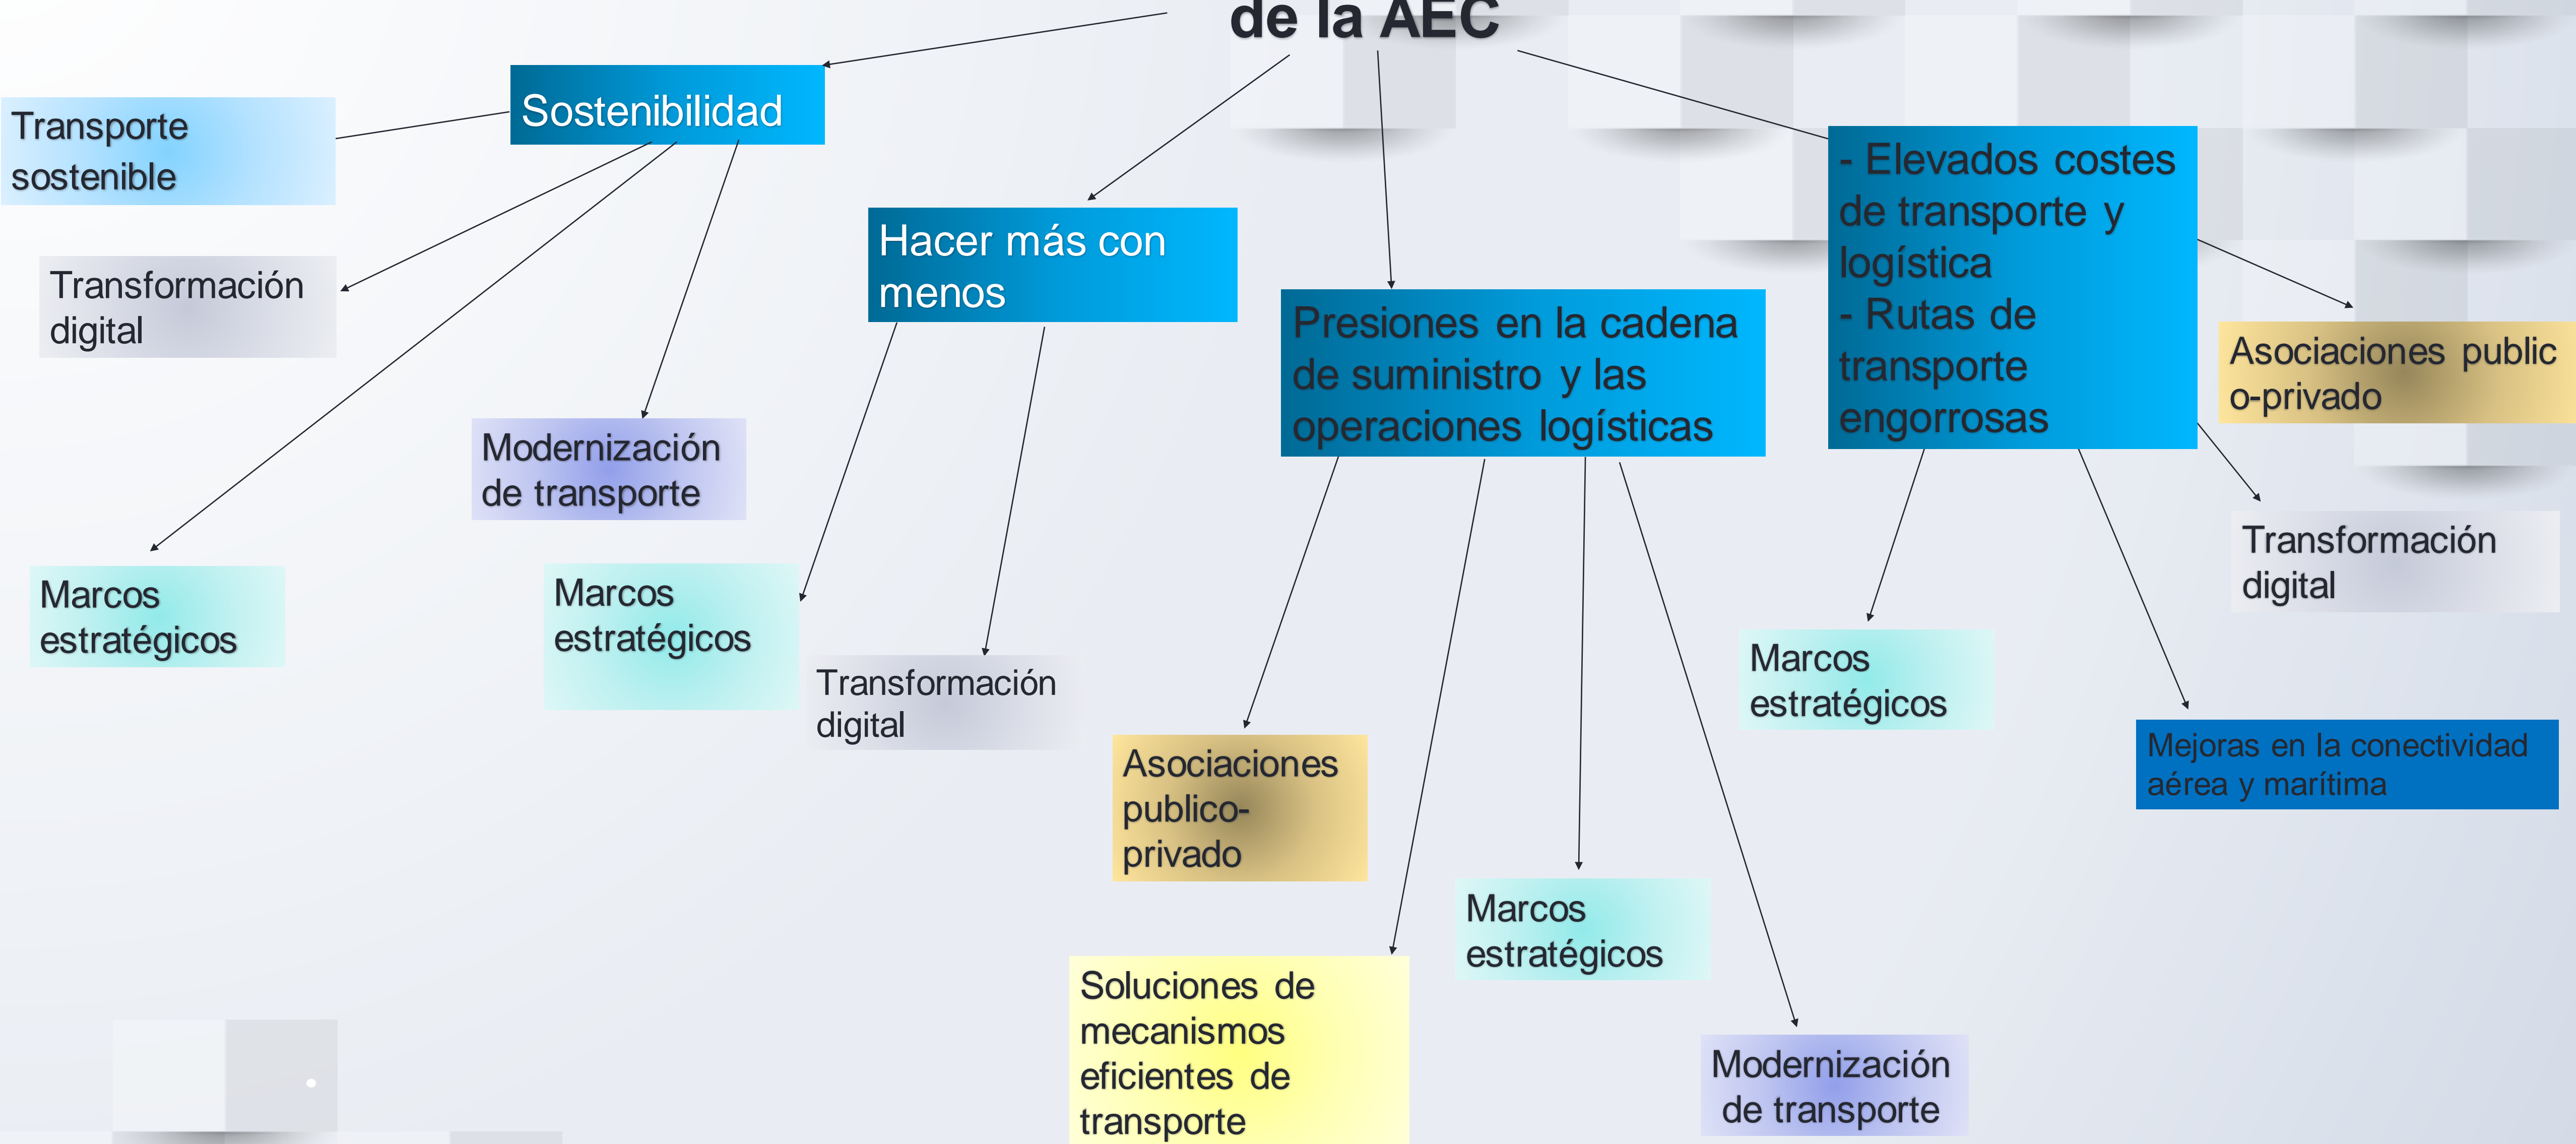 de la AEC
Sostenibilidad
Transporte
sostenible
Transformación
digital
Marcos
estratégicos
Modernización
de transporte
Hacer más con
menos
Marcos
estratégicos
Transformación
digital
Presiones en la cadena
de suministro y las
operaciones logísticas
Asociaciones
publico-
privado
Soluciones de
mecanismos
eficientes de
transporte
Marcos
estratégicos
Modernización
de transporte
- Elevados costes
de transporte y
logística
- Rutas de
transporte
engorrosas
Asociaciones public
o-privado
Transformación
digital
Marcos
estratégicos
Mejoras en la conectividad
aérea y marítima